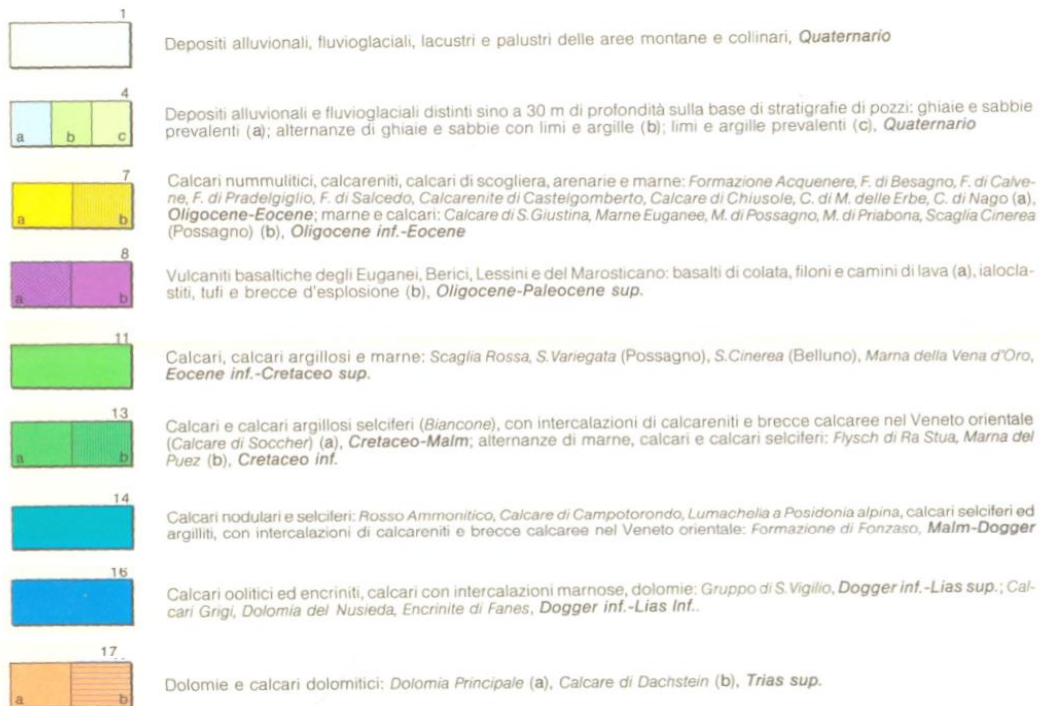 1
Depositi alluvionali, fluvioglaciali, lacustri e palustri delle aree montane e collinari, Quaternario
4
a b c
Depositi alluvionali e fluvioglaciali distinti sino a 30 m di profondità sulla base di stratigrafie di pozzi: ghiaie e sabbie
prevalenti (a); alternanze di ghiaie e sabbie con limi e argille (b); limi e argille prevalenti (c), Quaternario
7
a b
Calcari nummulitici, calcareniti, calcari di scogliera, arenarie e marne: Formazione Acquenere, F. di Besagno, F. di Calve-
ne, F. di Pradelgiglio, F. di Salcedo, Calcarenite di Castelgomberto, Calcare di Chiusole, C. di M. delle Erbe, C. di Nago (a),
Oligocene-Eocene; marne e calcari: Calcare di S.Giustina, Marne Euganee, M. di Possagno, M. di Priabona, Scaglia Cinerea
(Possagno) (b), Oligocene inf.-Eocene
8
a b
Vulcaniti basaltiche degli Euganei, Berici, Lessini e del Marosticano: basalti di colata, filoni e camini di lava (a), ialocla-
stiti, tufi e brecce d'esplosione (b), Oligocene-Paleocene sup.
11
Calcari, calcari argillosi e marne: Scaglia Rossa, S.Variegata (Possagno), S.Cinerea (Belluno), Marna della Vena d'Oro,
Eocene inf.-Cretaceo sup.
13
a b
Calcari e calcari argillosi selciferi (Biancone), con intercalazioni di calcareniti e brecce calcaree nel Veneto orientale
(Calcare di Soccher) (a), Cretaceo-Malm; alternanze di marne, calcari e calcari selciferi: Flysch di Ra Stua, Marna del
Puez (b), Cretaceo inf.
14
Calcari nodulari e selciferi: Rosso Ammonitico, Calcare di Campotorondo, Lumachella a Posidonia alpina, calcari selciferi ed
argilliti, con intercalazioni di calcareniti e brecce calcaree nel Veneto orientale: Formazione di Fonzaso, Malm-Dogger
16
Calcari oolitici ed encriniti, calcari con intercalazioni marnose, dolomie: Gruppo di S. Vigilio, Dogger inf.-Lias sup.; Cal-
cari Grigi, Dolomia del Nusieda, Encrinite di Fanes, Dogger inf.-Lias Inf..
17
a b
Dolomie e calcari dolomitici: Dolomia Principale (a), Calcare di Dachstein (b), Trias sup.